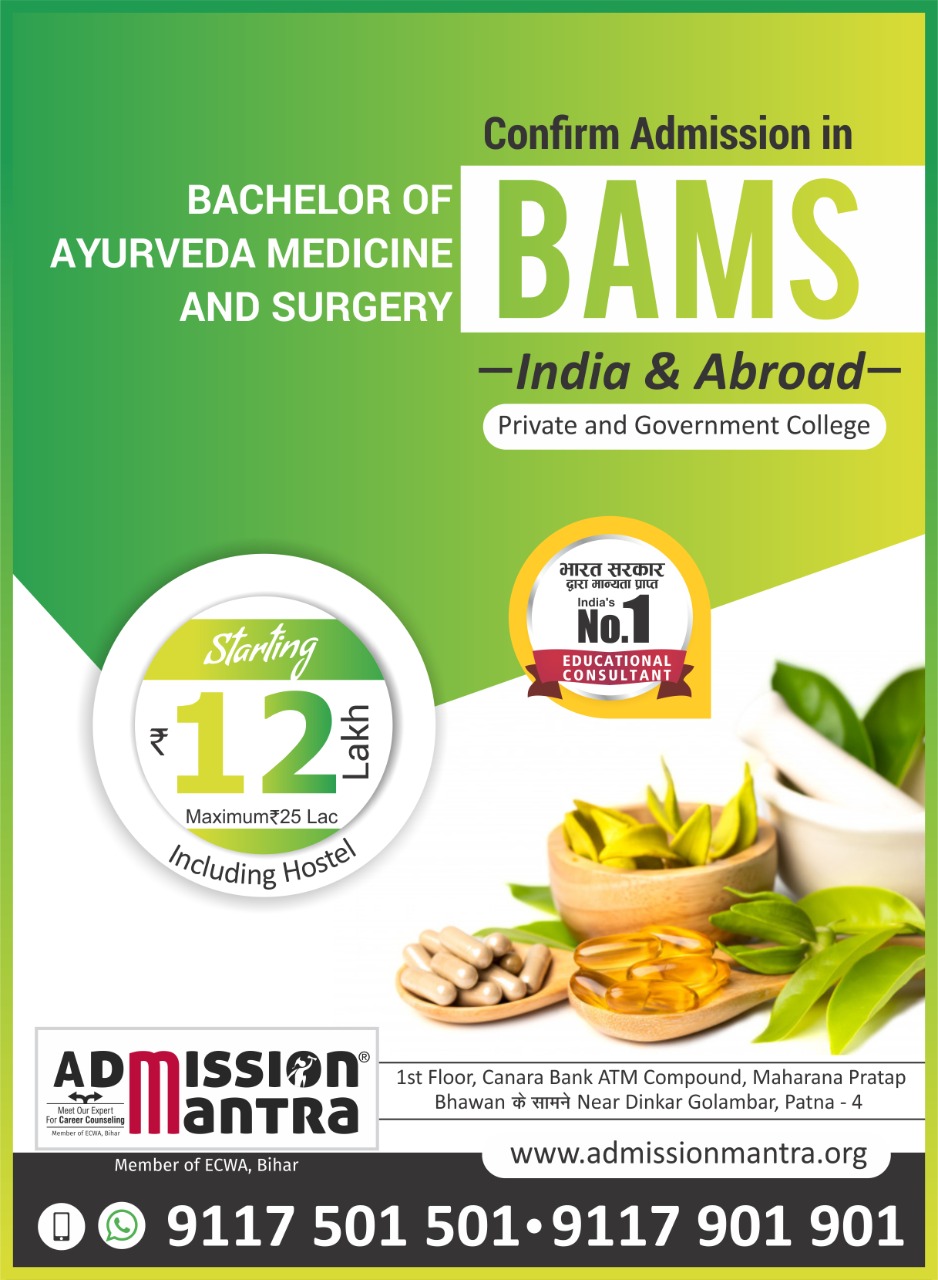 Confirm Admission in
BACHELOR OF
AYURVEDA MEDICINE
AND SURGERY
BAMS
India & Abroad
Private and Government College
भारत सरकार
द्वारा मान्यता प्राप्त
India's
No.1
EDUCATIONAL
CONSULTANT
Starting
₹12 Lakh
Maximum₹25 Lac
Including Hostel
ADMISSION®
MANTRA
Meet Our Expert
For Career Counseling
Member of ECWA, Bihar
1st Floor, Canara Bank ATM Compound, Maharana Pratap
Bhawan के सामने Near Dinkar Golambar, Patna - 4
Member of ECWA, Bihar
www.admissionmantra.org
9117 501 501•9117 901 901